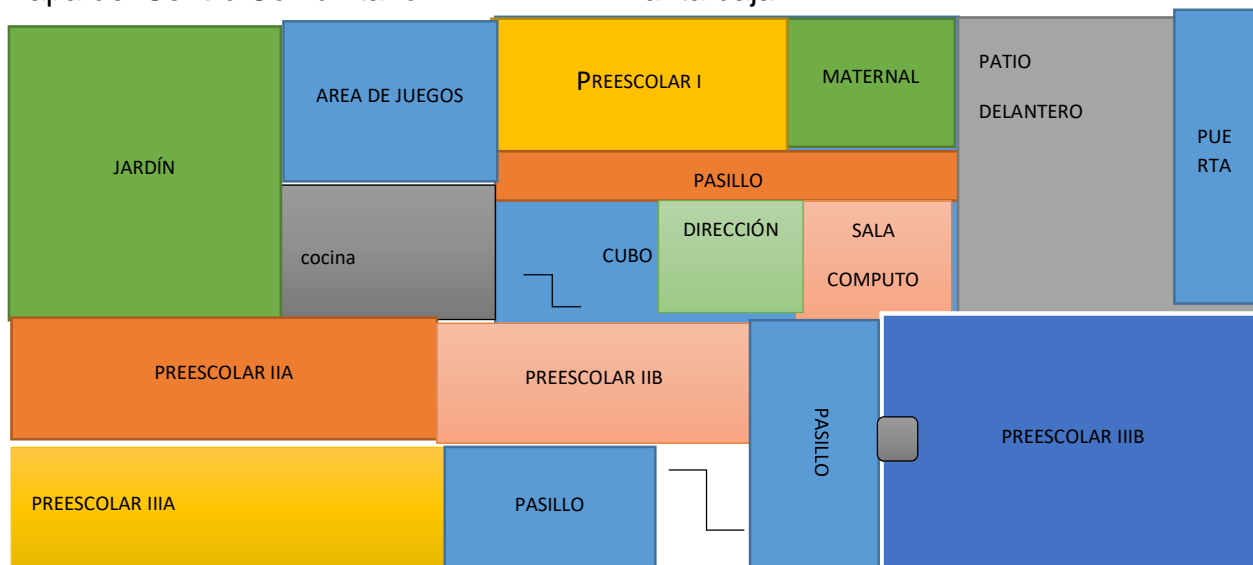 AREA DE JUEGOS
PREESCOLAR I
MATERNAL
PATIO
DELANTERO
PUE
RTA
JARDÍN
PASILLO
cocina
CUBO
DIRECCIÓN
SALA
COMPUTO
PREESCOLAR IIA
PREESCOLAR IIB
PASILLO
PREESCOLAR IIIB
PREESCOLAR IIIA
PASILLO